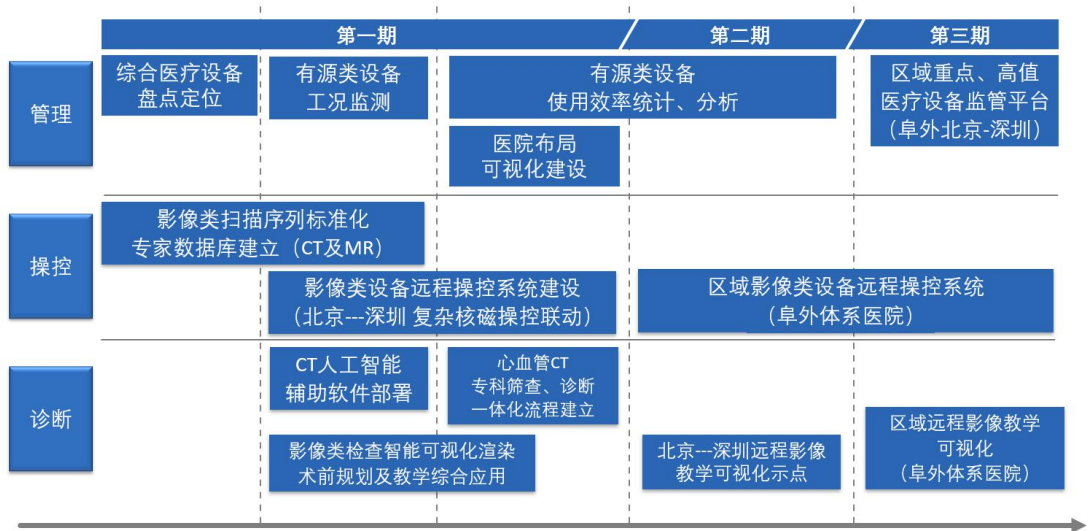 第一期
第二期
第三期
管理
综合医疗设备
盘点定位
有源类设备
工况监测
有源类设备
使用效率统计、分析
医院布局
可视化建设
区域重点、高值
医疗设备监管平台
（阜外北京-深圳）
操控
影像类扫描序列标准化
专家数据库建立（CT及MR）
影像类设备远程操控系统建设
（北京---深圳 复杂核磁操控联动）
区域影像类设备远程操控系统
（阜外体系医院）
诊断
CT人工智能
辅助软件部署
心血管CT
专科筛查、诊断
一体化流程建立
影像类检查智能可视化渲染
术前规划及教学综合应用
北京---深圳远程影像
教学可视化示点
区域远程影像教学
可视化
（阜外体系医院）